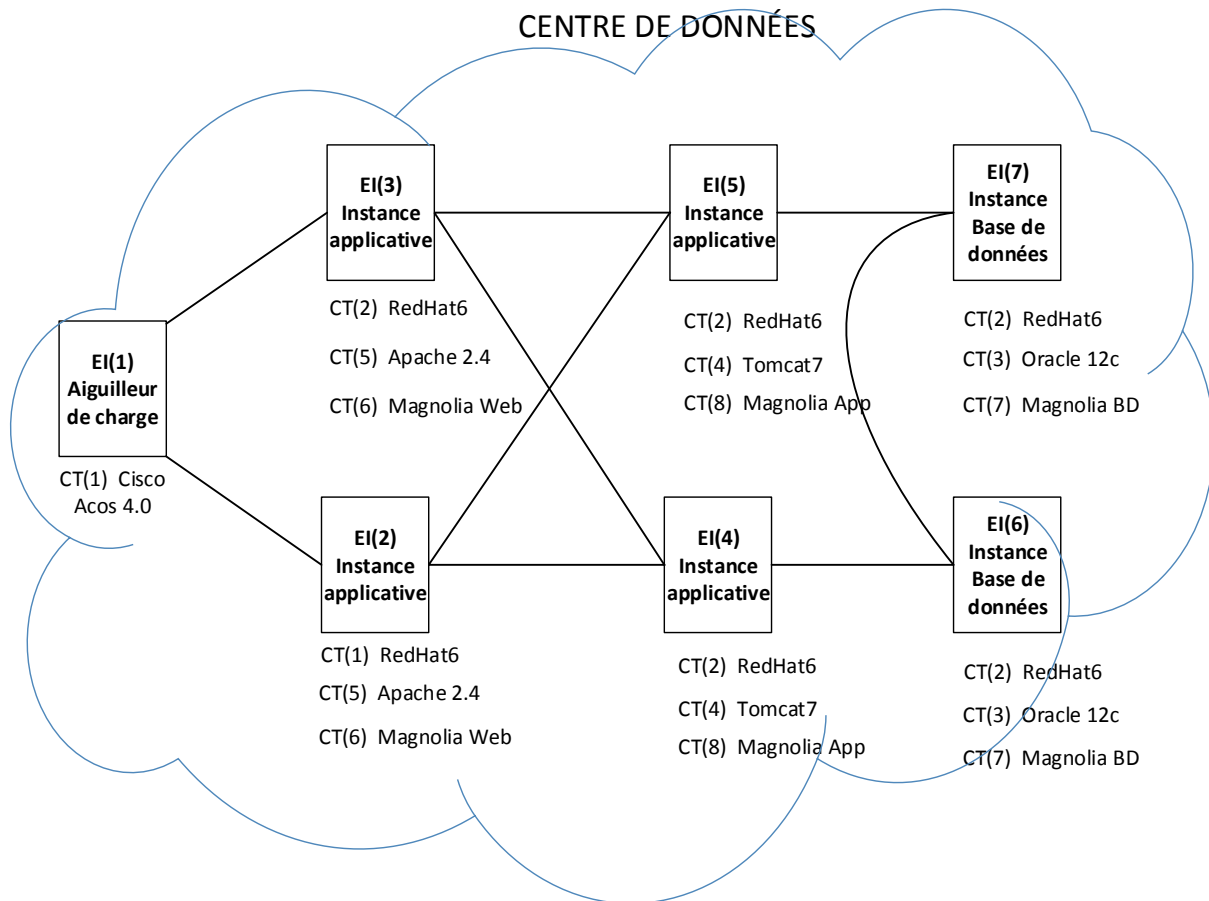 CENTRE DE DONNÉES
EI(3)
Instance
applicative
CT(2) RedHat6
CT(5) Apache 2.4
CT(6) Magnolia Web
EI(5)
Instance
applicative
CT(2) RedHat6
CT(4) Tomcat7
CT(8) Magnolia App
EI(7)
Instance
Base de
données
CT(2) RedHat6
CT(3) Oracle 12c
CT(7) Magnolia BD
EI(1)
Aiguilleur
de charge
CT(1) Cisco
Acos 4.0
EI(2)
Instance
applicative
CT(1) RedHat6
CT(5) Apache 2.4
CT(6) Magnolia Web
EI(4)
Instance
applicative
CT(2) RedHat6
CT(4) Tomcat7
CT(8) Magnolia App
EI(6)
Instance
Base de
données
CT(2) RedHat6
CT(3) Oracle 12c
CT(7) Magnolia BD